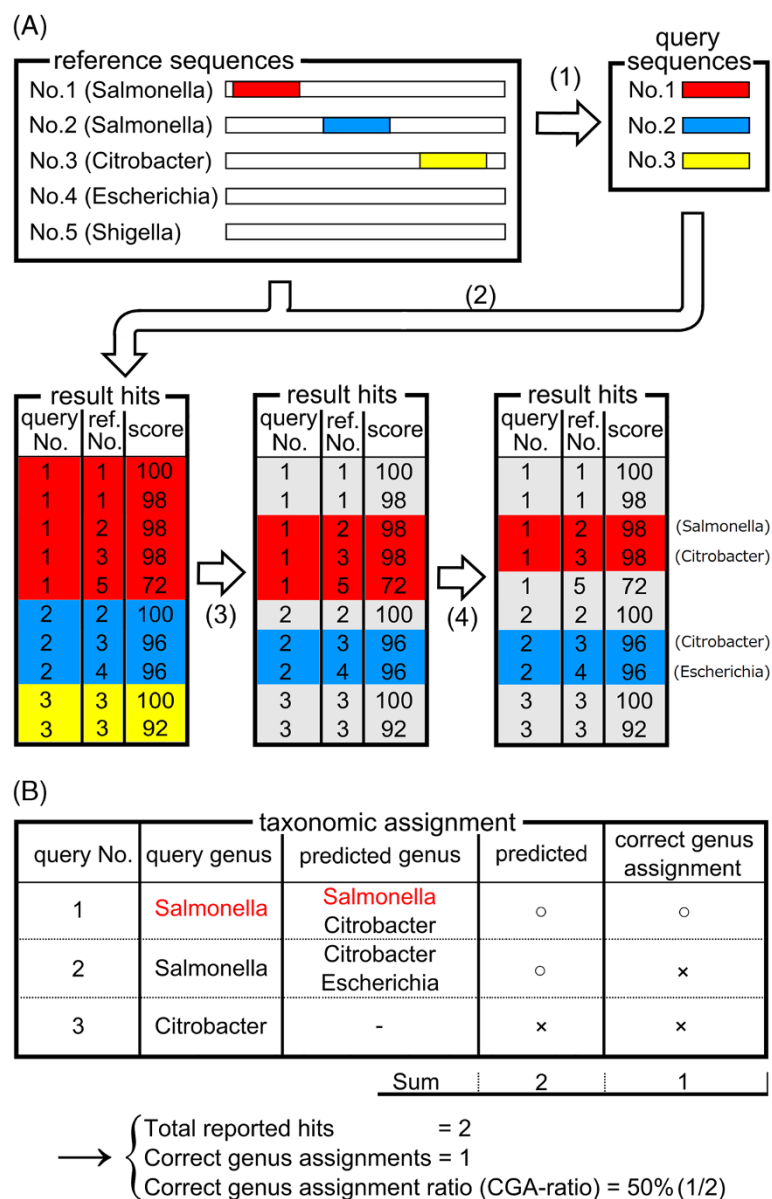 (A)
reference sequences
No.1 (Salmonella)
No.2 (Salmonella)
No.3 (Citrobacter)
No.4 (Escherichia)
No.5 (Shigella)
(1)
query
sequences
No.1
No.2
No.3
(2)
result hits
query No. ref. No. score
1 1 100
1 1 98
1 2 98
1 3 98
1 5 72
2 2 100
2 3 96
2 4 96
3 3 100
3 3 92
(3)
result hits
query No. ref. No. score
1 1 100
1 1 98
1 2 98
1 3 98
1 5 72
2 2 100
2 3 96
2 4 96
3 3 100
3 3 92
(4)
result hits
query No. ref. No. score
1 1 100
1 1 98
1 2 98 (Salmonella)
1 3 98 (Citrobacter)
1 5 72
2 2 100
2 3 96 (Citrobacter)
2 4 96 (Escherichia)
3 3 100
3 3 92
(B)
taxonomic assignment
query No. query genus predicted genus predicted correct genus assignment
1 Salmonella Salmonella Citrobacter ○ ○
2 Salmonella Citrobacter Escherichia ○ ×
3 Citrobacter - × ×
Sum 2 1
→ { Total reported hits = 2
Correct genus assignments = 1
Correct genus assignment ratio (CGA-ratio) = 50% (1/2)